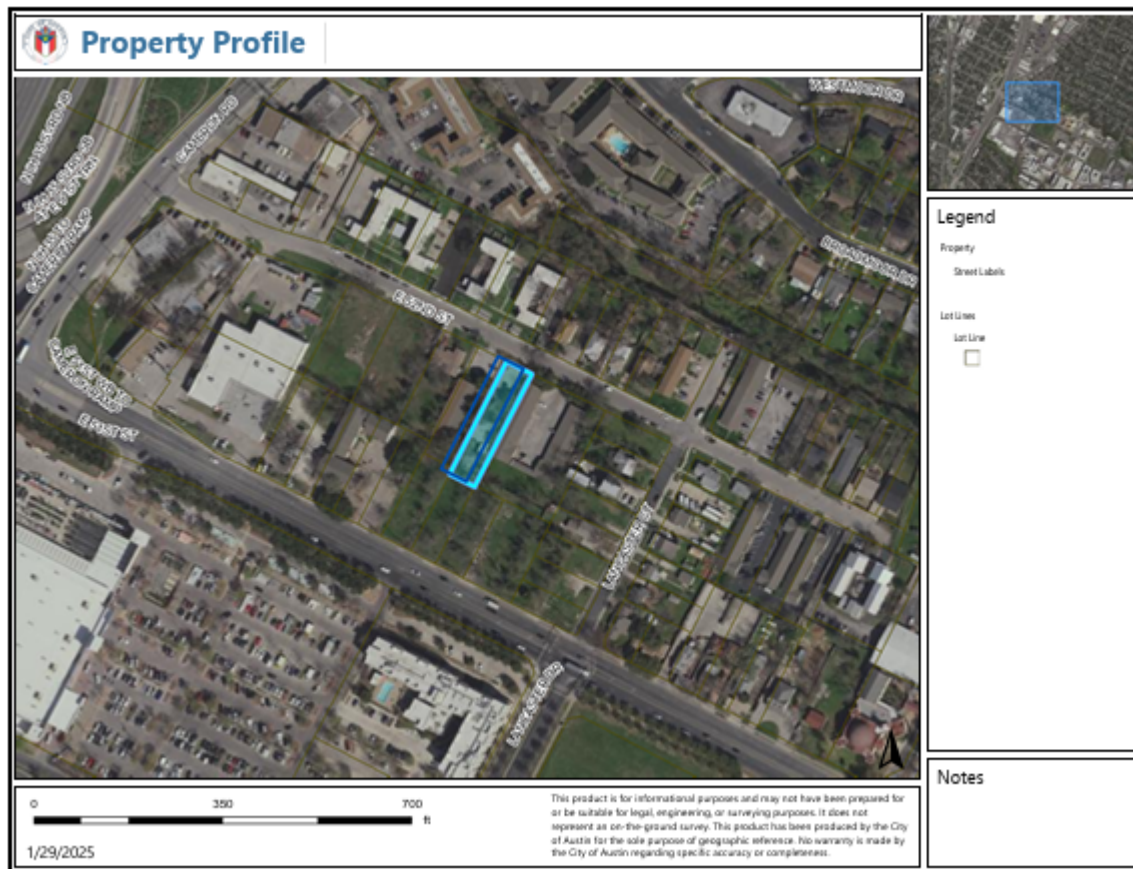 Property Profile
WESTMOOR DR
CAMERON RD
BROADMOOR DR
E 52ND ST
E 51ST ST
LANCASTER CT
LANCASTER DR
Legend
Property
Street Labels
Lot Lines
Lot Line
Notes
0 350 700
ft
1/29/2025
This product is for informational purposes and may not have been prepared for
or be suitable for legal, engineering, or surveying purposes. It does not
represent an on-the-ground survey. This product has been produced by the City
of Austin for the sole purpose of geographic reference. No warranty is made by
the City of Austin regarding specific accuracy or completeness.